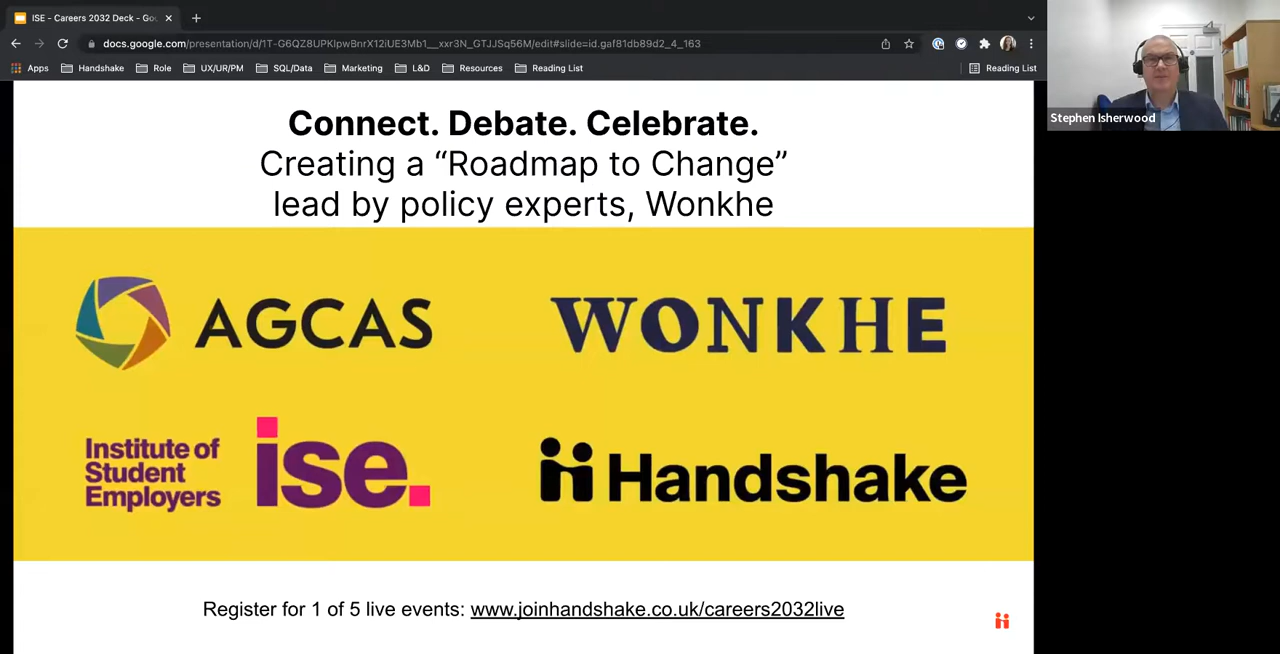 ISE - Careers 2032 Deck - Goo
docs.google.com/presentation/d/1T-G6QZ8UPKIpwBnrX12iUE3Mb1__xxr3N_GTJJSq56M/edit#slide=id.gaf81db89d2_4_163
Apps Handshake Role UX/UR/PM SQL/Data Marketing L&D Resources Reading List Reading List
Stephen Isherwood
Connect. Debate. Celebrate.
Creating a “Roadmap to Change”
lead by policy experts, Wonkhe
AGCAS
WONKHE
Institute of
Student
Employers
ise.
Handshake
Register for 1 of 5 live events: www.joinhandshake.co.uk/careers2032live